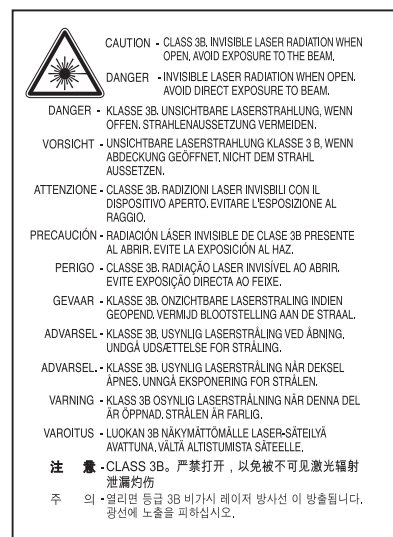 CAUTION - CLASS 3B. INVISIBLE LASER RADIATION WHEN
OPEN. AVOID EXPOSURE TO THE BEAM.
DANGER - INVISIBLE LASER RADIATION WHEN OPEN.
AVOID DIRECT EXPOSURE TO BEAM.
DANGER - KLASSE 3B. UNSICHTBARE LASERSTRAHLUNG, WENN
OFFEN. STRAHLENAUSSETZUNG VERMEIDEN.
VORSICHT - UNSICHTBARE LASERSTRAHLUNG KLASSE 3 B, WENN
ABDECKUNG GEÖFFNET. NICHT DEM STRAHL
AUSSETZEN.
ATTENZIONE - CLASSE 3B. RADIZIONI LASER INVISBILI CON IL
DISPOSITIVO APERTO. EVITARE L'ESPOSIZIONE AL
RAGGIO.
PRECAUCIÓN - RADIACIÓN LÁSER INVISIBLE DE CLASE 3B PRESENTE
AL ABRIR. EVITE LA EXPOSICIÓN AL HAZ.
PERIGO - CLASSE 3B. RADIAÇÃO LASER INVISÍVEL AO ABRIR.
EVITE EXPOSIÇÃO DIRECTA AO FEIXE.
GEVAAR - KLASSE 3B. ONZICHTBARE LASERSTRALING INDIEN
GEOPEND. VERMIJD BLOOTSTELLING AAN DE STRAAL.
ADVARSEL - KLASSE 3B. USYNLIG LASERSTRÅLING VED ÅBNING.
UNDGÅ UDSÆTTELSE FOR STRÅLING.
ADVARSEL. - KLASSE 3B. USYNLIG LASERSTRÅLNING NÅR DEKSEL
ÅPNES. UNNGÅ EKSPONERING FOR STRÅLEN.
VARNING - KLASS 3B OSYNLIG LASERSTRÅLNING NÄR DENNA DEL
ÄR ÖPPNAD. STRÅLEN ÄR FARLIG.
VAROITUS - LUOKAN 3B NÄKYMÄTTÖMÄLLE LASER-SÄTEILYÄ
AVATTUNA. VÄLTÄ ALTISTUMISTA SÄTEELLE.
注 意 - CLASS 3B。严禁打开，以免被不可见激光辐射
泄漏灼伤
주 의 - 열리면 등급 3B 비가시 레이저 방사선 이 방출됩니다.
광선에 노출을 피하십시오.